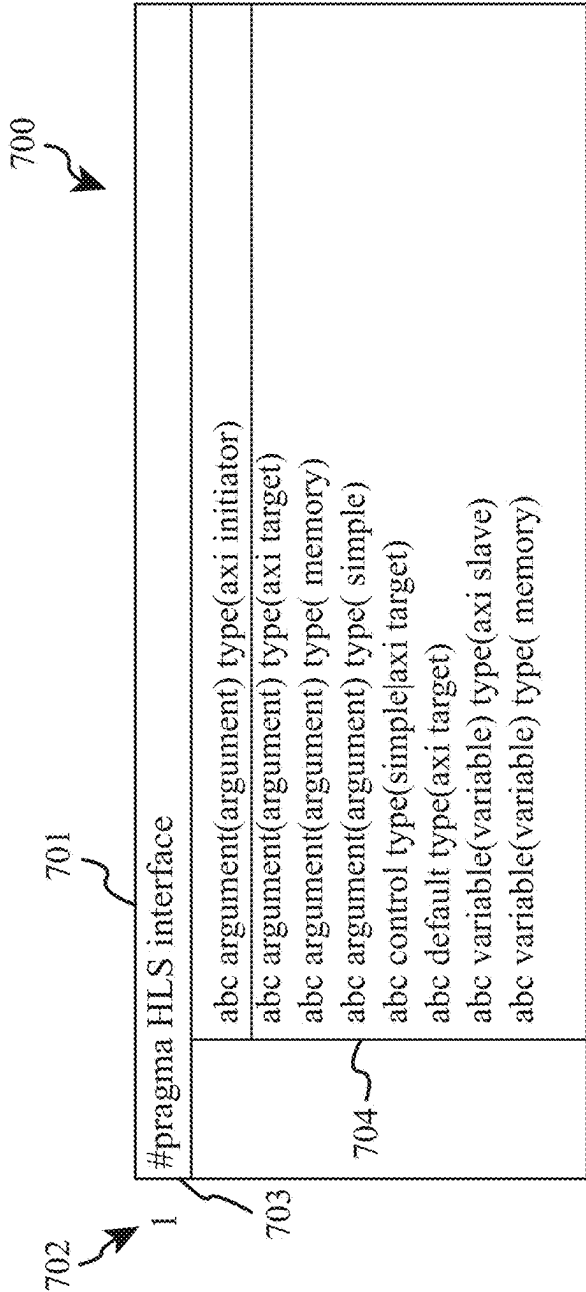 700
701
702
1
#pragma HLS interface
703
abc argument(argument) type(axi initiator)
abc argument(argument) type(axi target)
abc argument(argument) type( memory)
abc argument(argument) type( simple)
abc control type(simple|axi target)
abc default type(axi target)
abc variable(variable) type(axi slave)
abc variable(variable) type( memory)
704